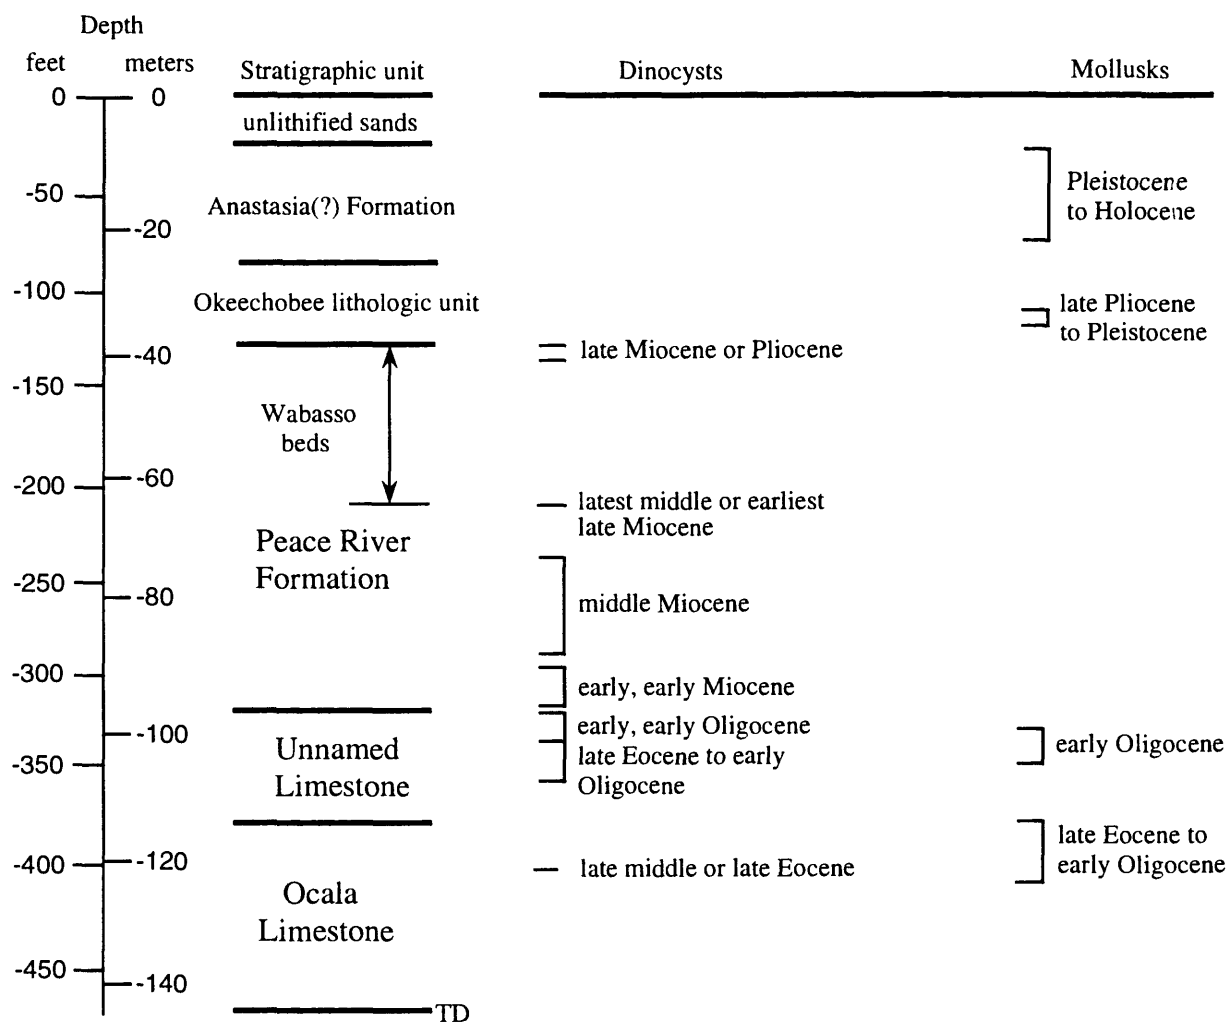 Depth
feet meters
Stratigraphic unit
Dinocysts
Mollusks
0 0
unlithified sands
Pleistocene
to Holocene
-50
Anastasia(?) Formation
-20
-100
Okeechobee lithologic unit
late Pliocene
to Pleistocene
late Miocene or Pliocene
-40
-150
Wabasso
beds
-60
-200
latest middle or earliest
late Miocene
Peace River
Formation
-250
-80
middle Miocene
-300
early, early Miocene
early, early Oligocene
-100
Unnamed
Limestone
early Oligocene
late Eocene to early
Oligocene
-350
late Eocene to
early Oligocene
-400
-120
late middle or late Eocene
Ocala
Limestone
-450
-140
TD